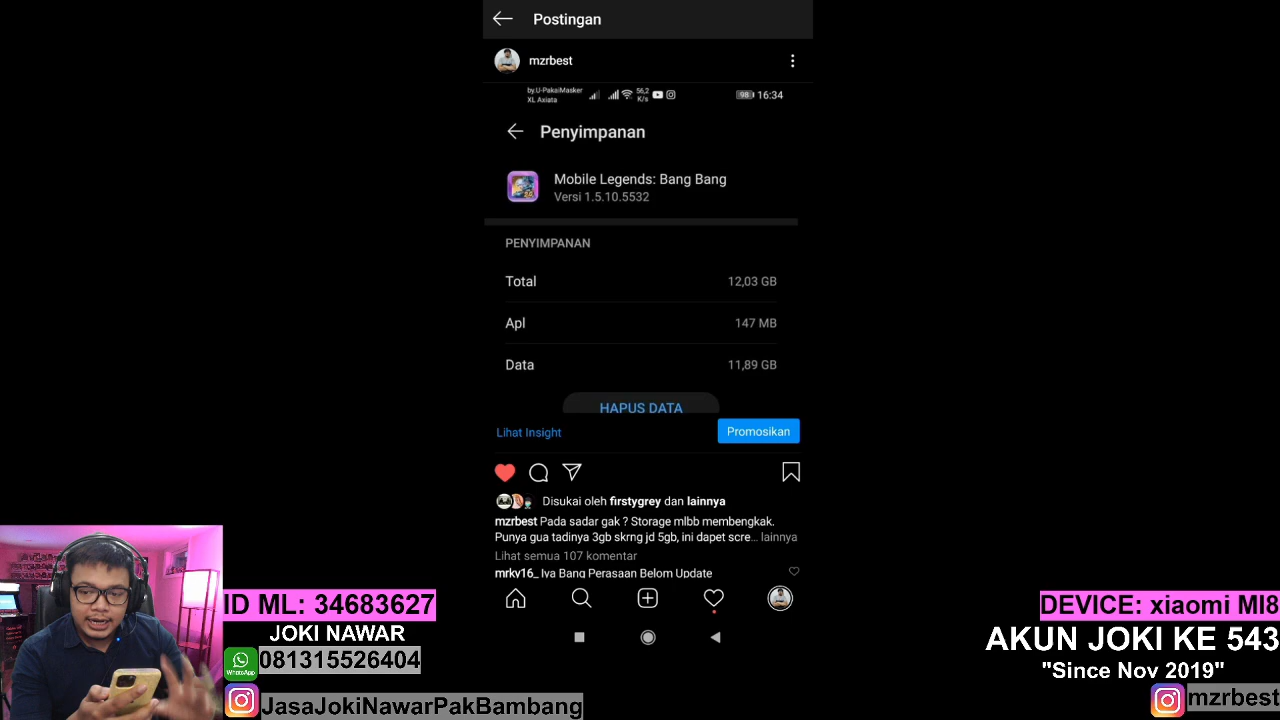 Postingan
mzrbest
by.U-PakaiMasker
XL Axiata
56,2
K/s
98
16:34
Penyimpanan
Mobile Legends: Bang Bang
Versi 1.5.10.5532
PENYIMPANAN
Total 12,03 GB
Apl 147 MB
Data 11,89 GB
HAPUS DATA
Lihat Insight
Promosikan
Disukai oleh firstygrey dan lainnya
mzrbest Pada sadar gak ? Storage mlbb membengkak.
Punya gua tadinya 3gb skrng jd 5gb, ini dapet scre... lainnya
Lihat semua 107 komentar
mrky16_ Iya Bang Perasaan Belom Update
ID ML: 34683627
JOKI NAWAR
WhatsApp
081315526404
JasaJokiNawarPakBambang
DEVICE: xiaomi MI8
AKUN JOKI KE 543
"Since Nov 2019"
mzrbest